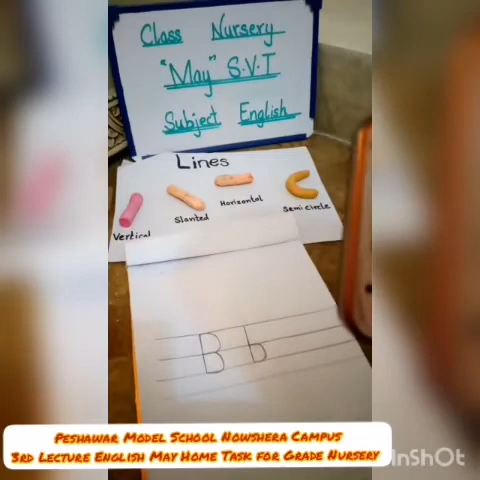 Class Nursery
"May" S.V.T
Subject English
Lines
Vertical
Slanted
Horizontal
Semi circle
B b
Peshawar Model School Nowshera Campus
3rd Lecture English May Home Task for Grade Nursery
InShOt